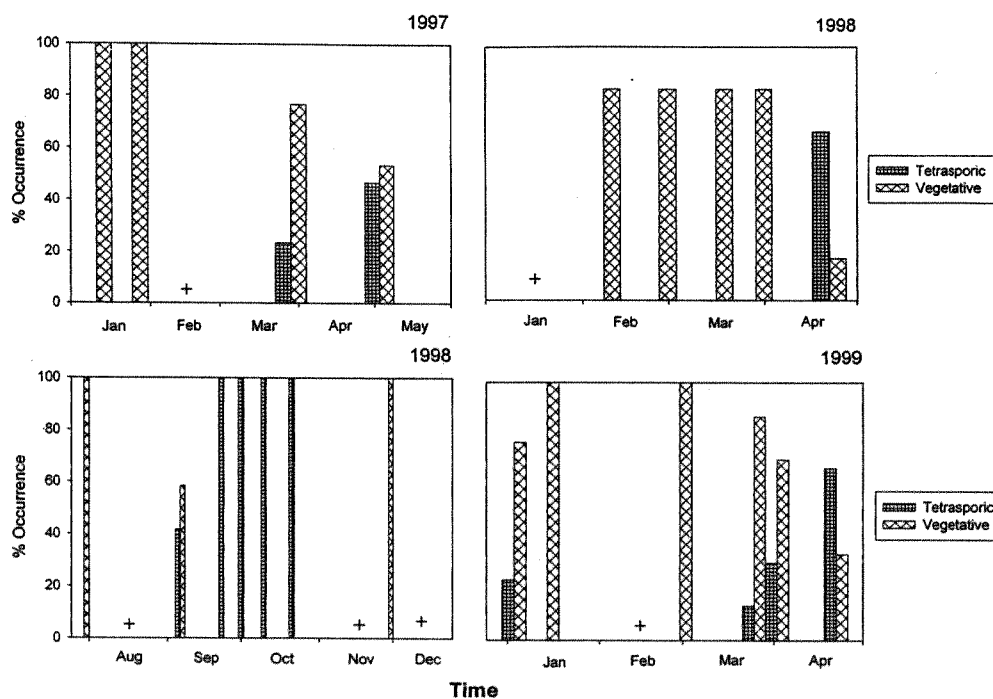 1997
1998
% Occurrence
100
80
60
40
20
0
+
Jan Feb Mar Apr May
+
Jan Feb Mar Apr
Tetrasporic
Vegetative
1998
1999
% Occurrence
100
80
60
40
20
0
+ + +
Aug Sep Oct Nov Dec
+
Jan Feb Mar Apr
Tetrasporic
Vegetative
Time